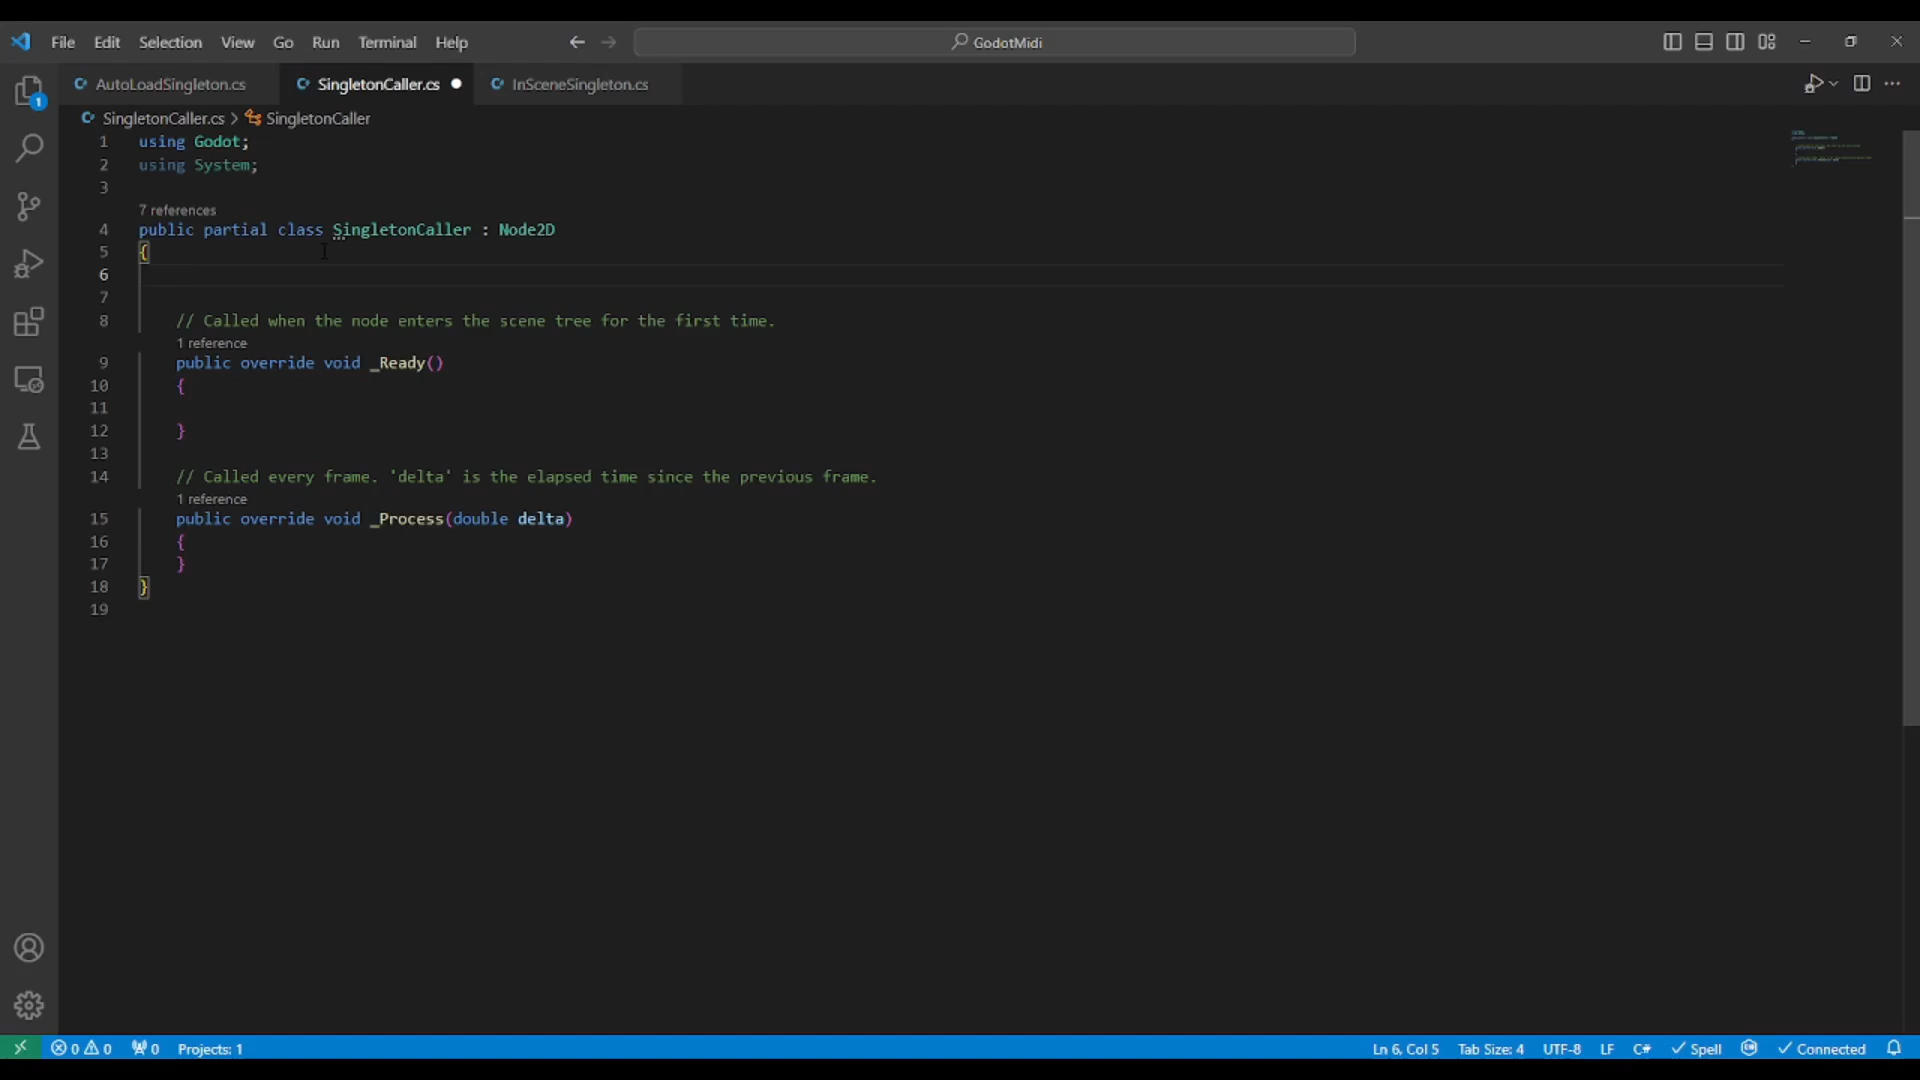 File Edit Selection View Go Run Terminal Help
GodotMidi
AutoLoadSingleton.cs
SingletonCaller.cs
InSceneSingleton.cs
SingletonCaller.cs > SingletonCaller
1 using Godot;
2 using System;
3
7 references
4 public partial class SingletonCaller : Node2D
5 {
6
7
8 // Called when the node enters the scene tree for the first time.
1 reference
9 public override void _Ready()
10 {
11
12 }
13
14 // Called every frame. 'delta' is the elapsed time since the previous frame.
1 reference
15 public override void _Process(double delta)
16 {
17 }
18 }
19
1
0 0 0 Projects: 1 Ln 6, Col 5 Tab Size: 4 UTF-8 LF C# Spell Connected